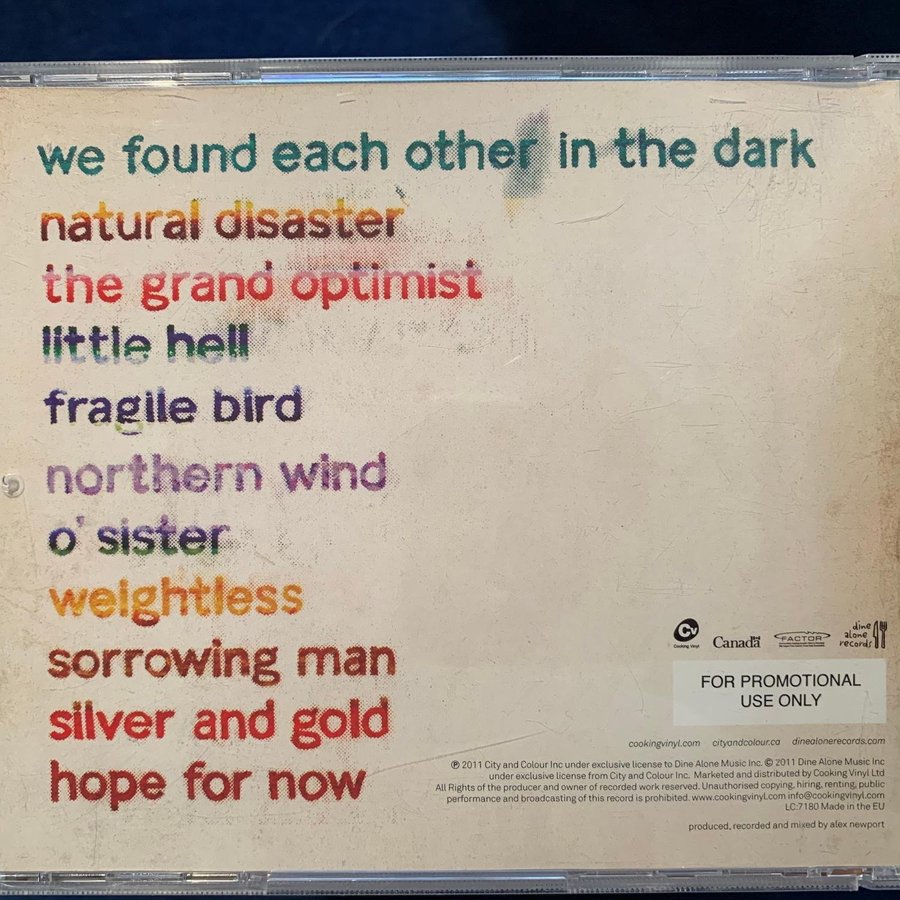 we found each other in the dark
natural disaster
the grand optimist
little hell
fragile bird
northern wind
o' sister
weightless
sorrowing man
silver and gold
hope for now
CV
Cooking Vinyl
Canada
FACTOR
dine
alone
records
FOR PROMOTIONAL
USE ONLY
cookingvinyl.com cityandcolour.ca dinealonerecords.com
℗ 2011 City and Colour Inc under exclusive license to Dine Alone Music Inc. © 2011 Dine Alone Music Inc
under exclusive license from City and Colour Inc. Marketed and distributed by Cooking Vinyl Ltd
All Rights of the producer and owner of recorded work reserved. Unauthorised copying, hiring, renting, public
performance and broadcasting of this record is prohibited. www.cookingvinyl.com info@cookingvinyl.com
LC:7180 Made in the EU
produced, recorded and mixed by alex newport